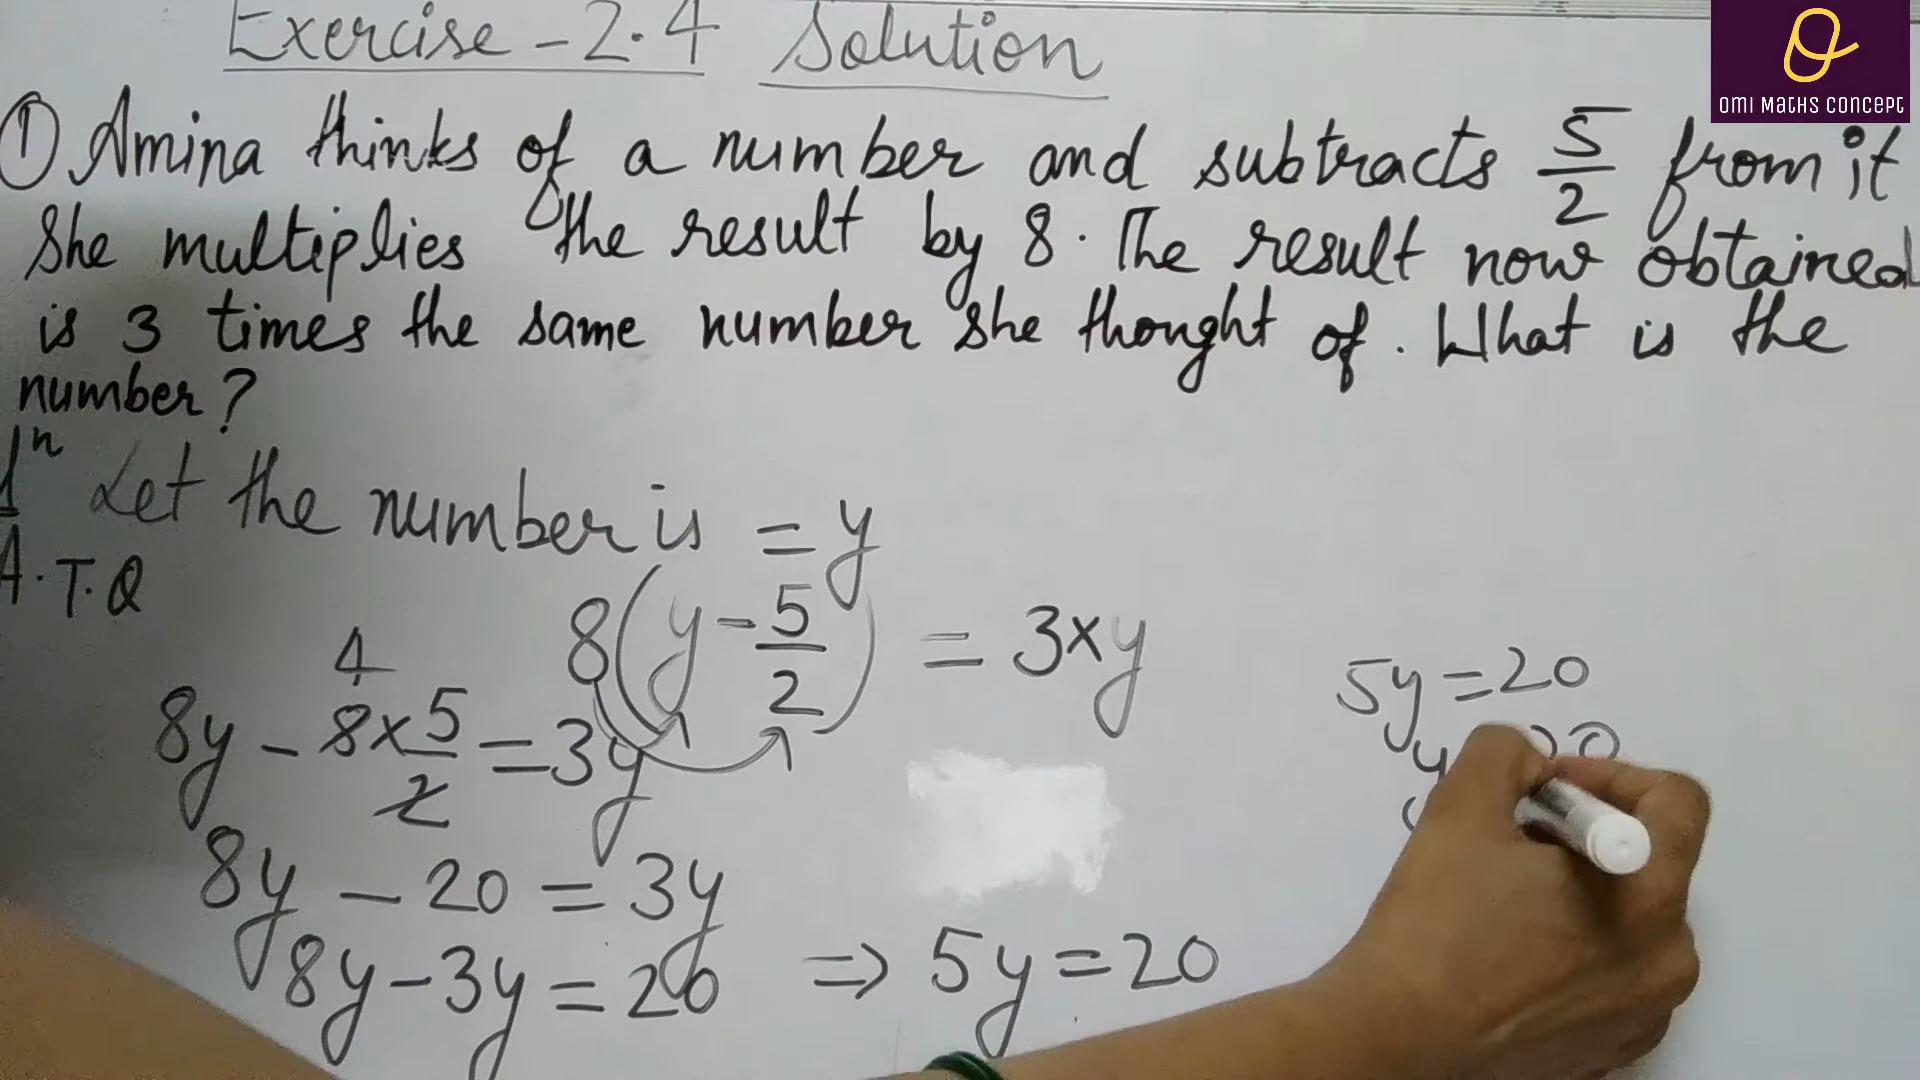 Exercise - 2.4 Solution
OMI MATHS CONCEPT
① Amina thinks of a number and subtracts 5/2 from it
She multiplies the result by 8. The result now obtained
is 3 times the same number she thought of. What is the
number?
Let the number is = y
A.T.Q
8(y - 5/2) = 3×y
8y - 8×5/2 = 3y
4
8y - 20 = 3y
8y - 3y = 20 ⇒ 5y = 20
5y = 20
y 20